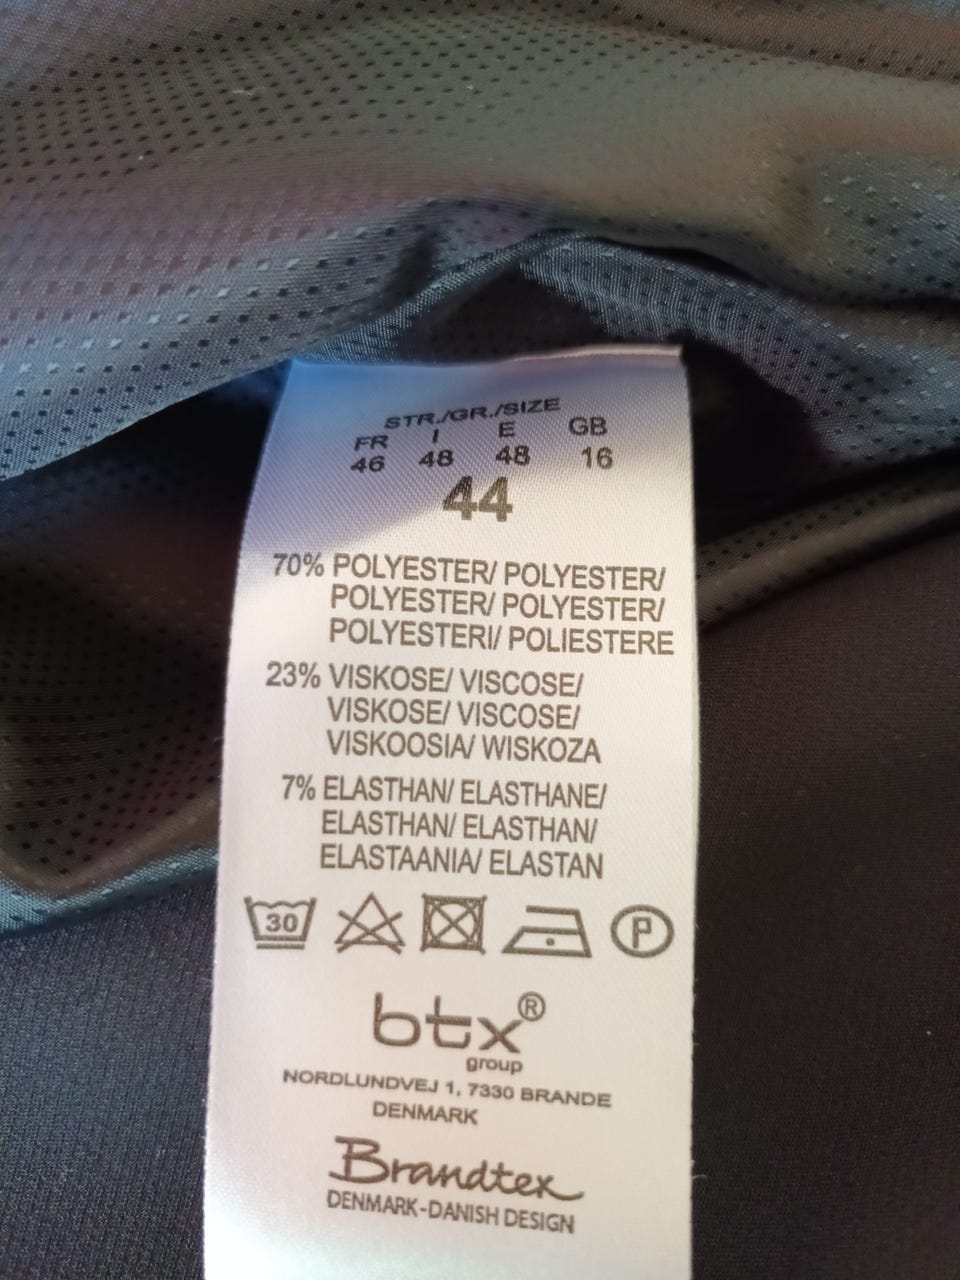 STR./GR./SIZE
FR I E GB
46 48 48 16
44
70% POLYESTER/ POLYESTER/
POLYESTER/ POLYESTER/
POLYESTERI/ POLIESTERE
23% VISKOSE/ VISCOSE/
VISKOSE/ VISCOSE/
VISKOOSIA/ WISKOZA
7% ELASTHAN/ ELASTHANE/
ELASTHAN/ ELASTHAN/
ELASTAANIA/ ELASTAN
30 P
btx®
group
NORDLUNDVEJ 1, 7330 BRANDE
DENMARK
Brandtex
DENMARK-DANISH DESIGN